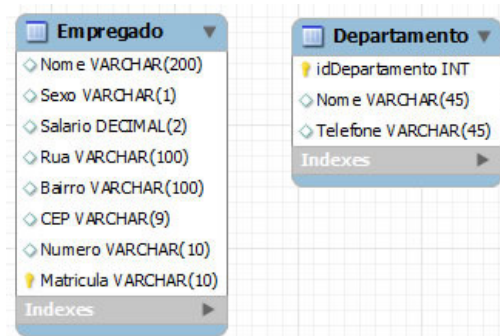 Empregado
Nome VARCHAR(200)
Sexo VARCHAR(1)
Salario DECIMAL(2)
Rua VARCHAR(100)
Bairro VARCHAR(100)
CEP VARCHAR(9)
Numero VARCHAR(10)
Matricula VARCHAR(10)
Indexes
Departamento
idDepartamento INT
Nome VARCHAR(45)
Telefone VARCHAR(45)
Indexes